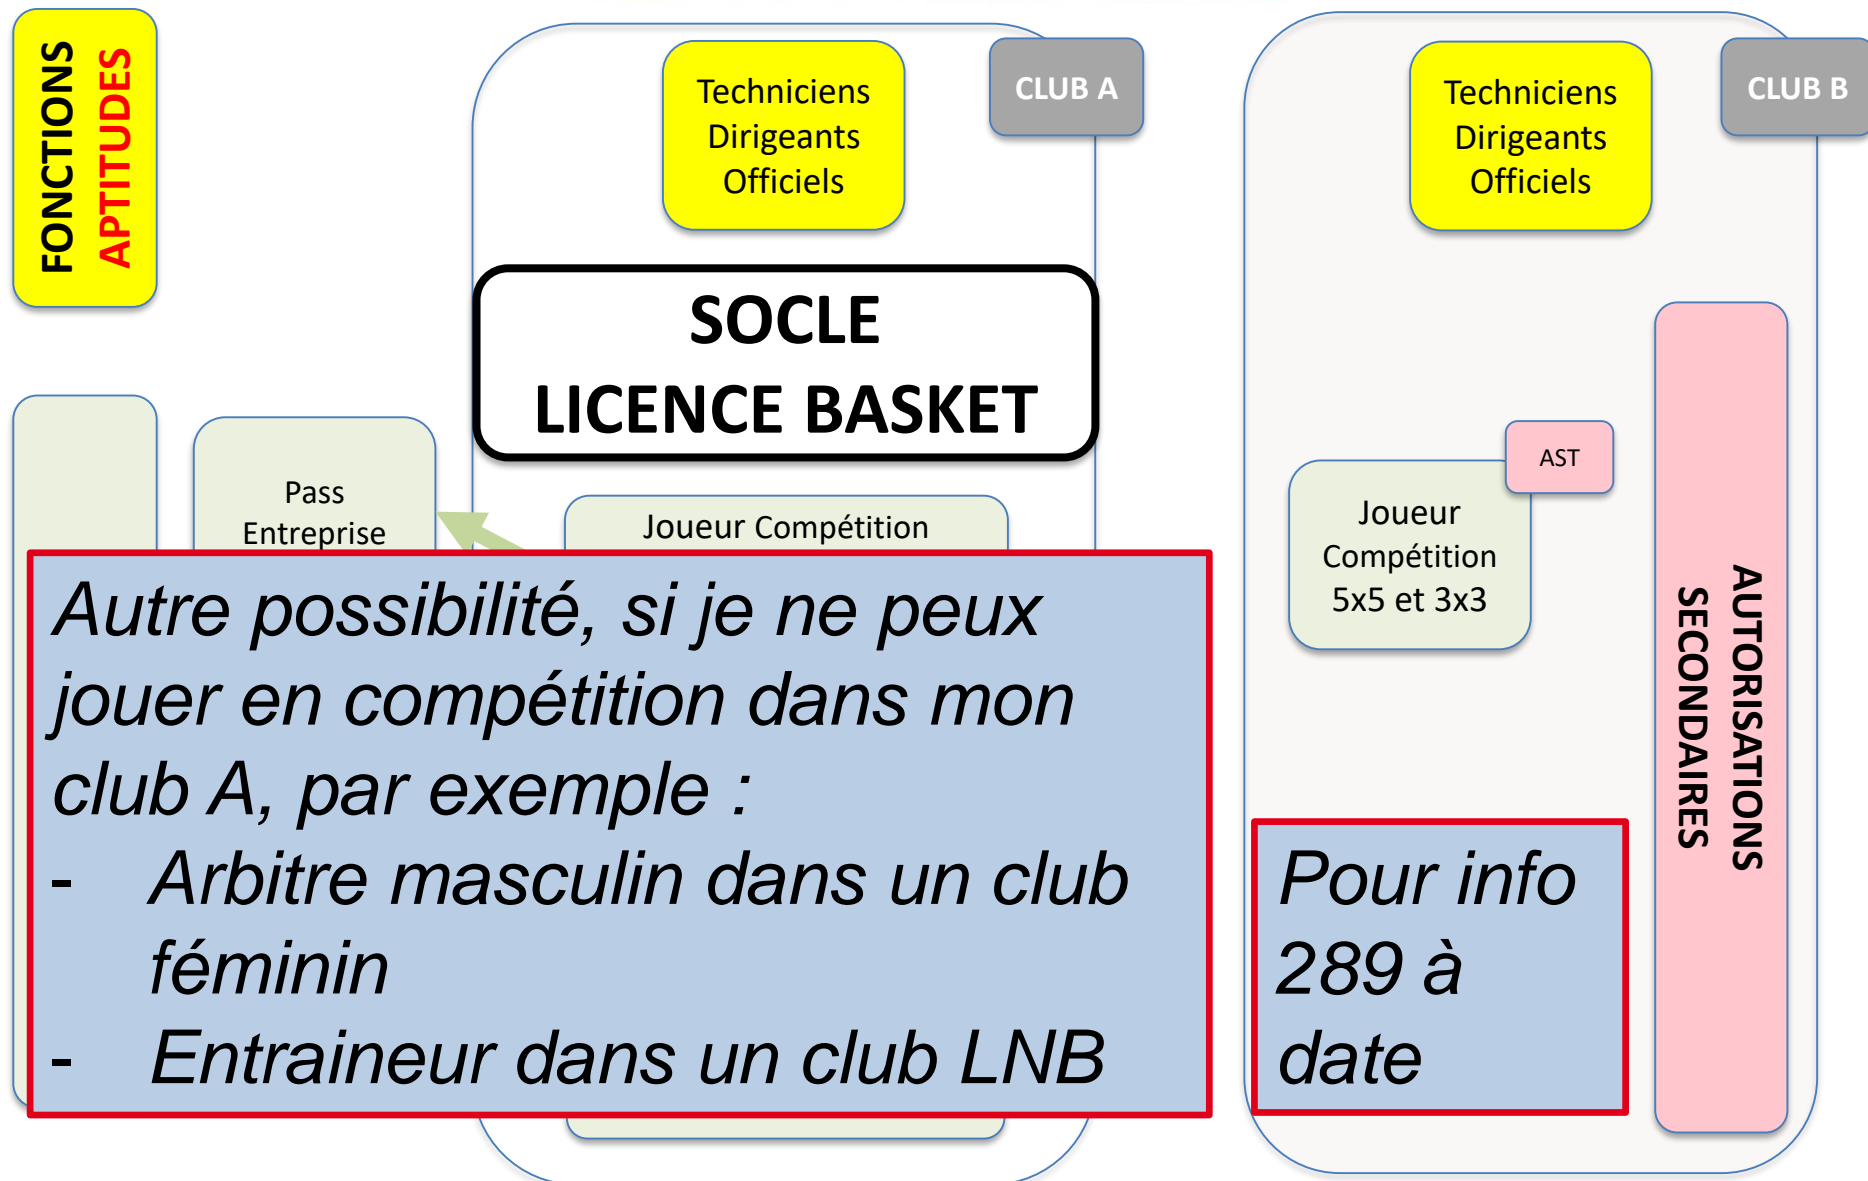 FONCTIONS
APTITUDES
Techniciens
Dirigeants
Officiels
CLUB A
Techniciens
Dirigeants
Officiels
CLUB B
SOCLE
LICENCE BASKET
Pass
Entreprise
Joueur Compétition
AST
Joueur
Compétition
5x5 et 3x3
AUTORISATIONS
SECONDAIRES
Autre possibilité, si je ne peux
jouer en compétition dans mon
club A, par exemple :
- Arbitre masculin dans un club
féminin
- Entraineur dans un club LNB
Pour info
289 à
date